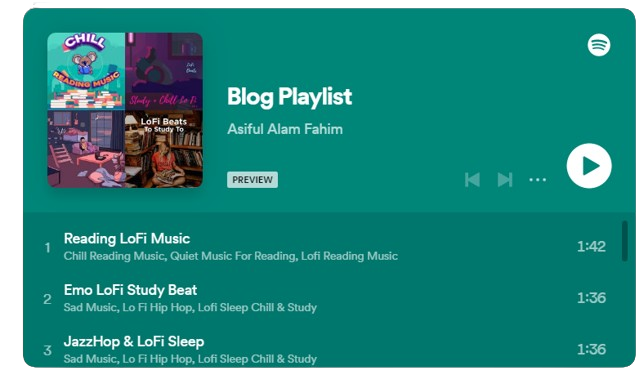 CHILL
READING MUSIC
Lofi
Beats
Study + Chill Lo Fi
LoFi Beats
To Study To
Blog Playlist
Asiful Alam Fahim
PREVIEW
1
Reading LoFi Music
1:42
Chill Reading Music, Quiet Music For Reading, Lofi Reading Music
2
Emo LoFi Study Beat
1:36
Sad Music, Lo Fi Hip Hop, Lofi Sleep Chill & Study
3
JazzHop & LoFi Sleep
1:36
Sad Music, Lo Fi Hip Hop, Lofi Sleep Chill & Study